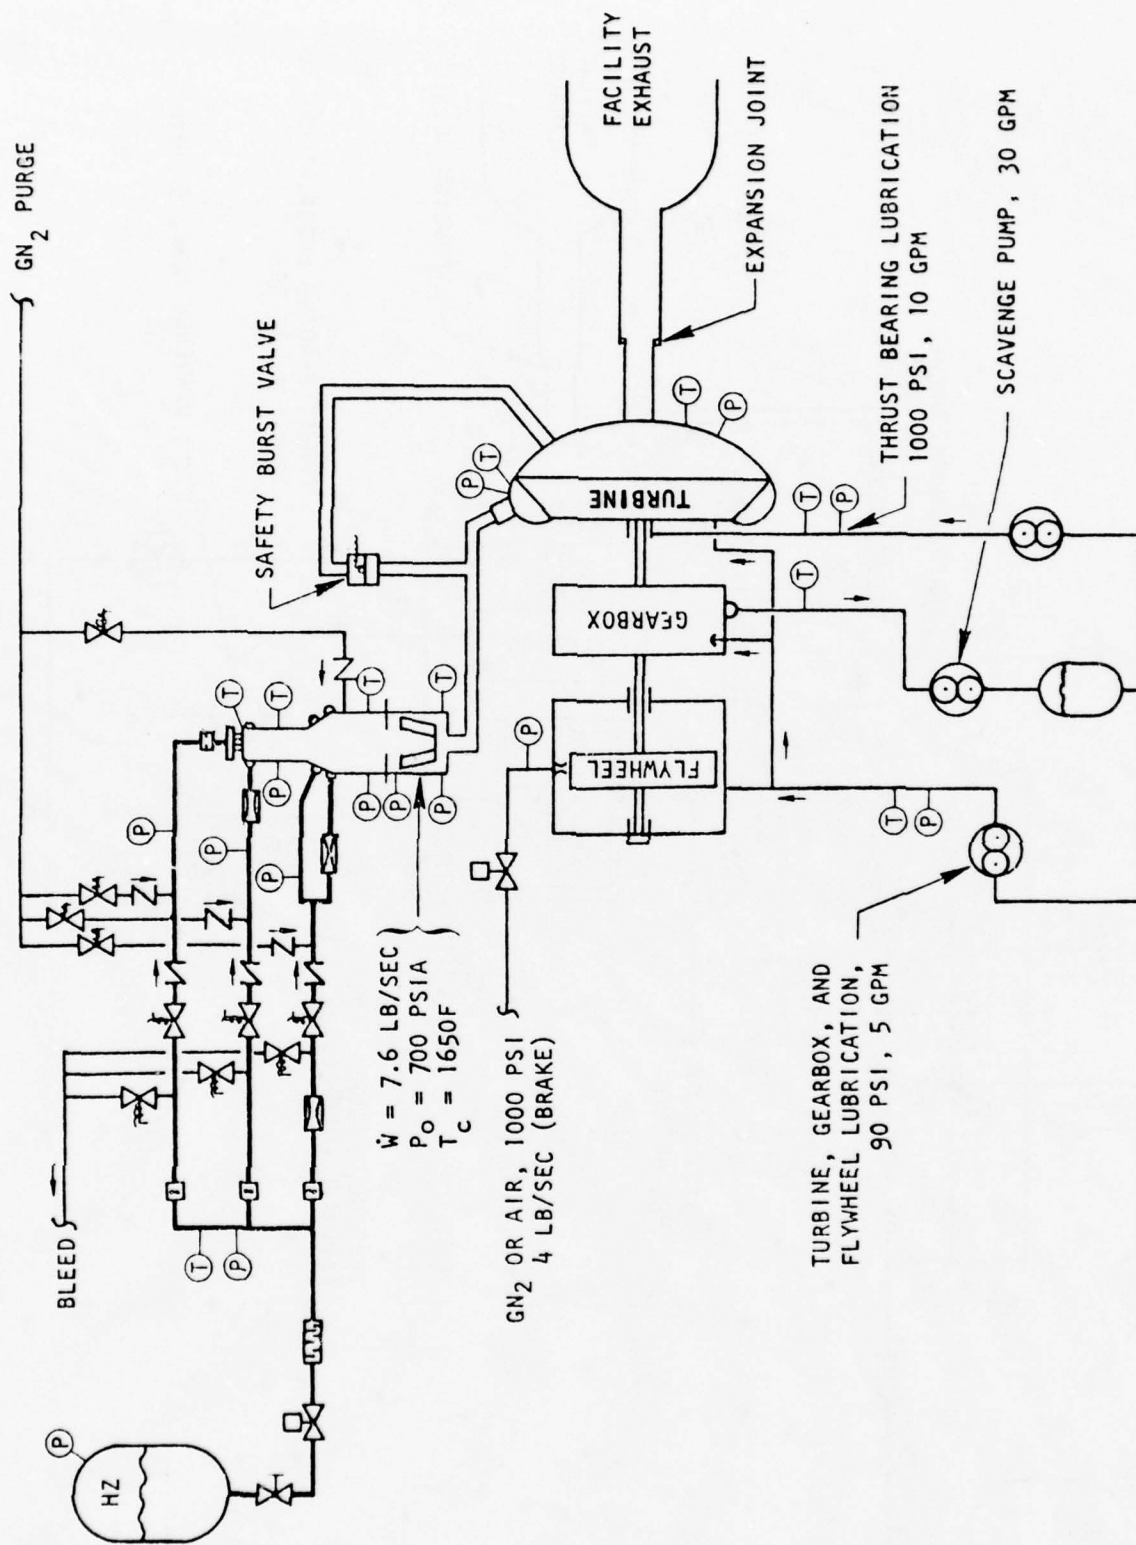 GN2 PURGE
SAFETY BURST VALVE
FACILITY
EXHAUST
EXPANSION JOINT
THRUST BEARING LUBRICATION
1000 PSI, 10 GPM
SCAVENGE PUMP, 30 GPM
TURBINE
GEARBOX
FLYWHEEL
Ẇ = 7.6 LB/SEC
PO = 700 PSIA
TC = 1650F
GN2 OR AIR, 1000 PSI
4 LB/SEC (BRAKE)
TURBINE, GEARBOX, AND
FLYWHEEL LUBRICATION,
90 PSI, 5 GPM
BLEED
HZ
P
T
P
P
P
P
T
T
T
T
P
P
P
P
P
T
T
P
P
T
P
T
T
P